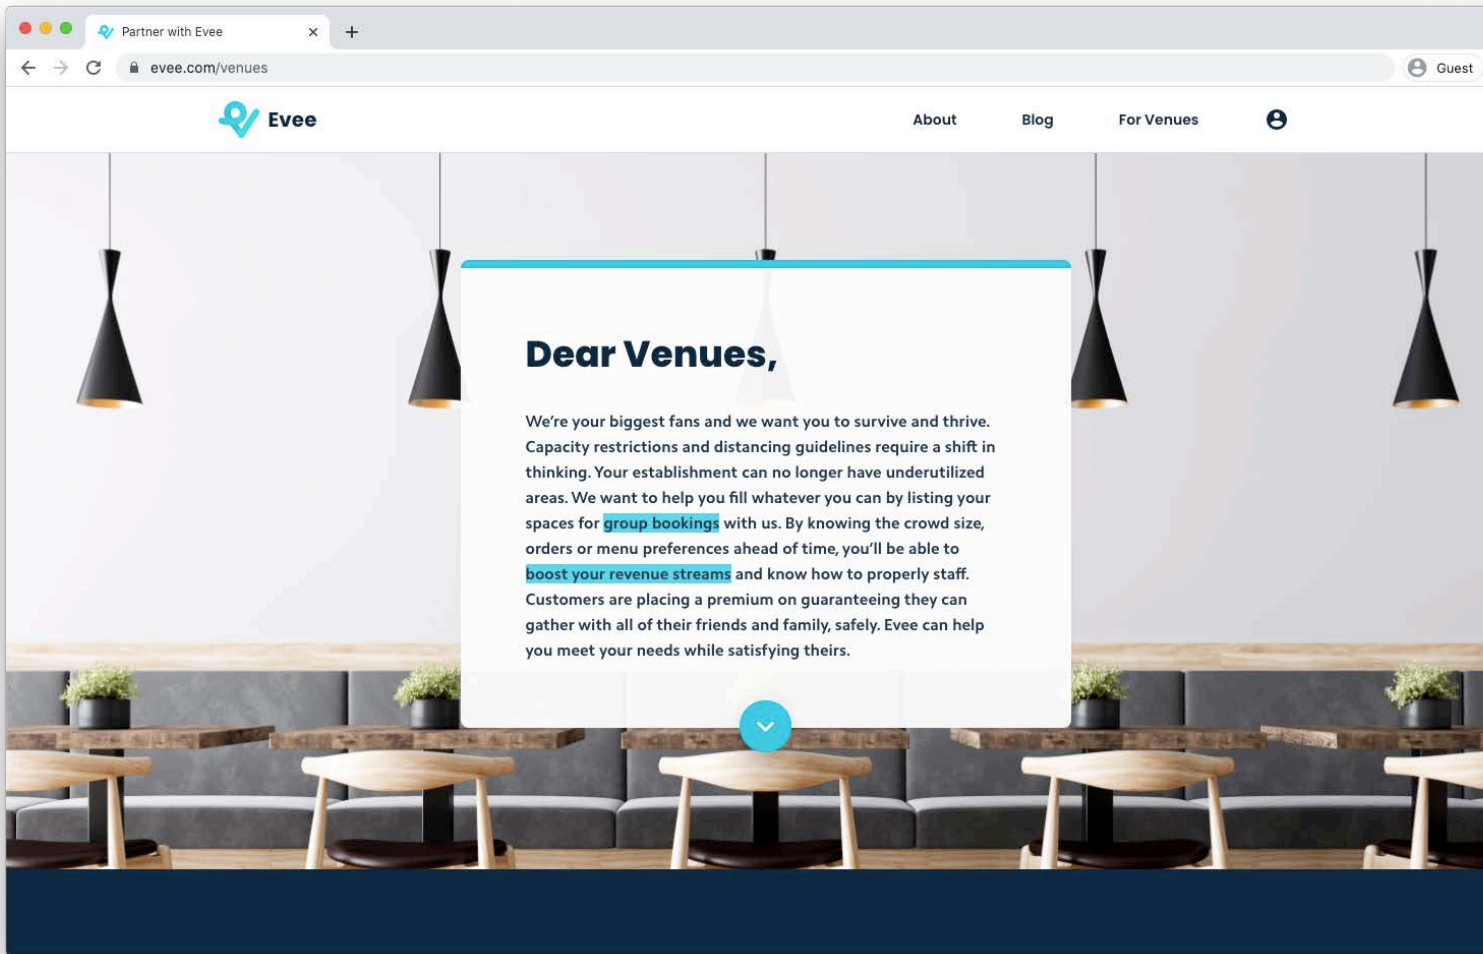 Partner with Evee
evee.com/venues
Guest
Evee
About
Blog
For Venues
Dear Venues,
We’re your biggest fans and we want you to survive and thrive.
Capacity restrictions and distancing guidelines require a shift in
thinking. Your establishment can no longer have underutilized
areas. We want to help you fill whatever you can by listing your
spaces for group bookings with us. By knowing the crowd size,
orders or menu preferences ahead of time, you’ll be able to
boost your revenue streams and know how to properly staff.
Customers are placing a premium on guaranteeing they can
gather with all of their friends and family, safely. Evee can help
you meet your needs while satisfying theirs.